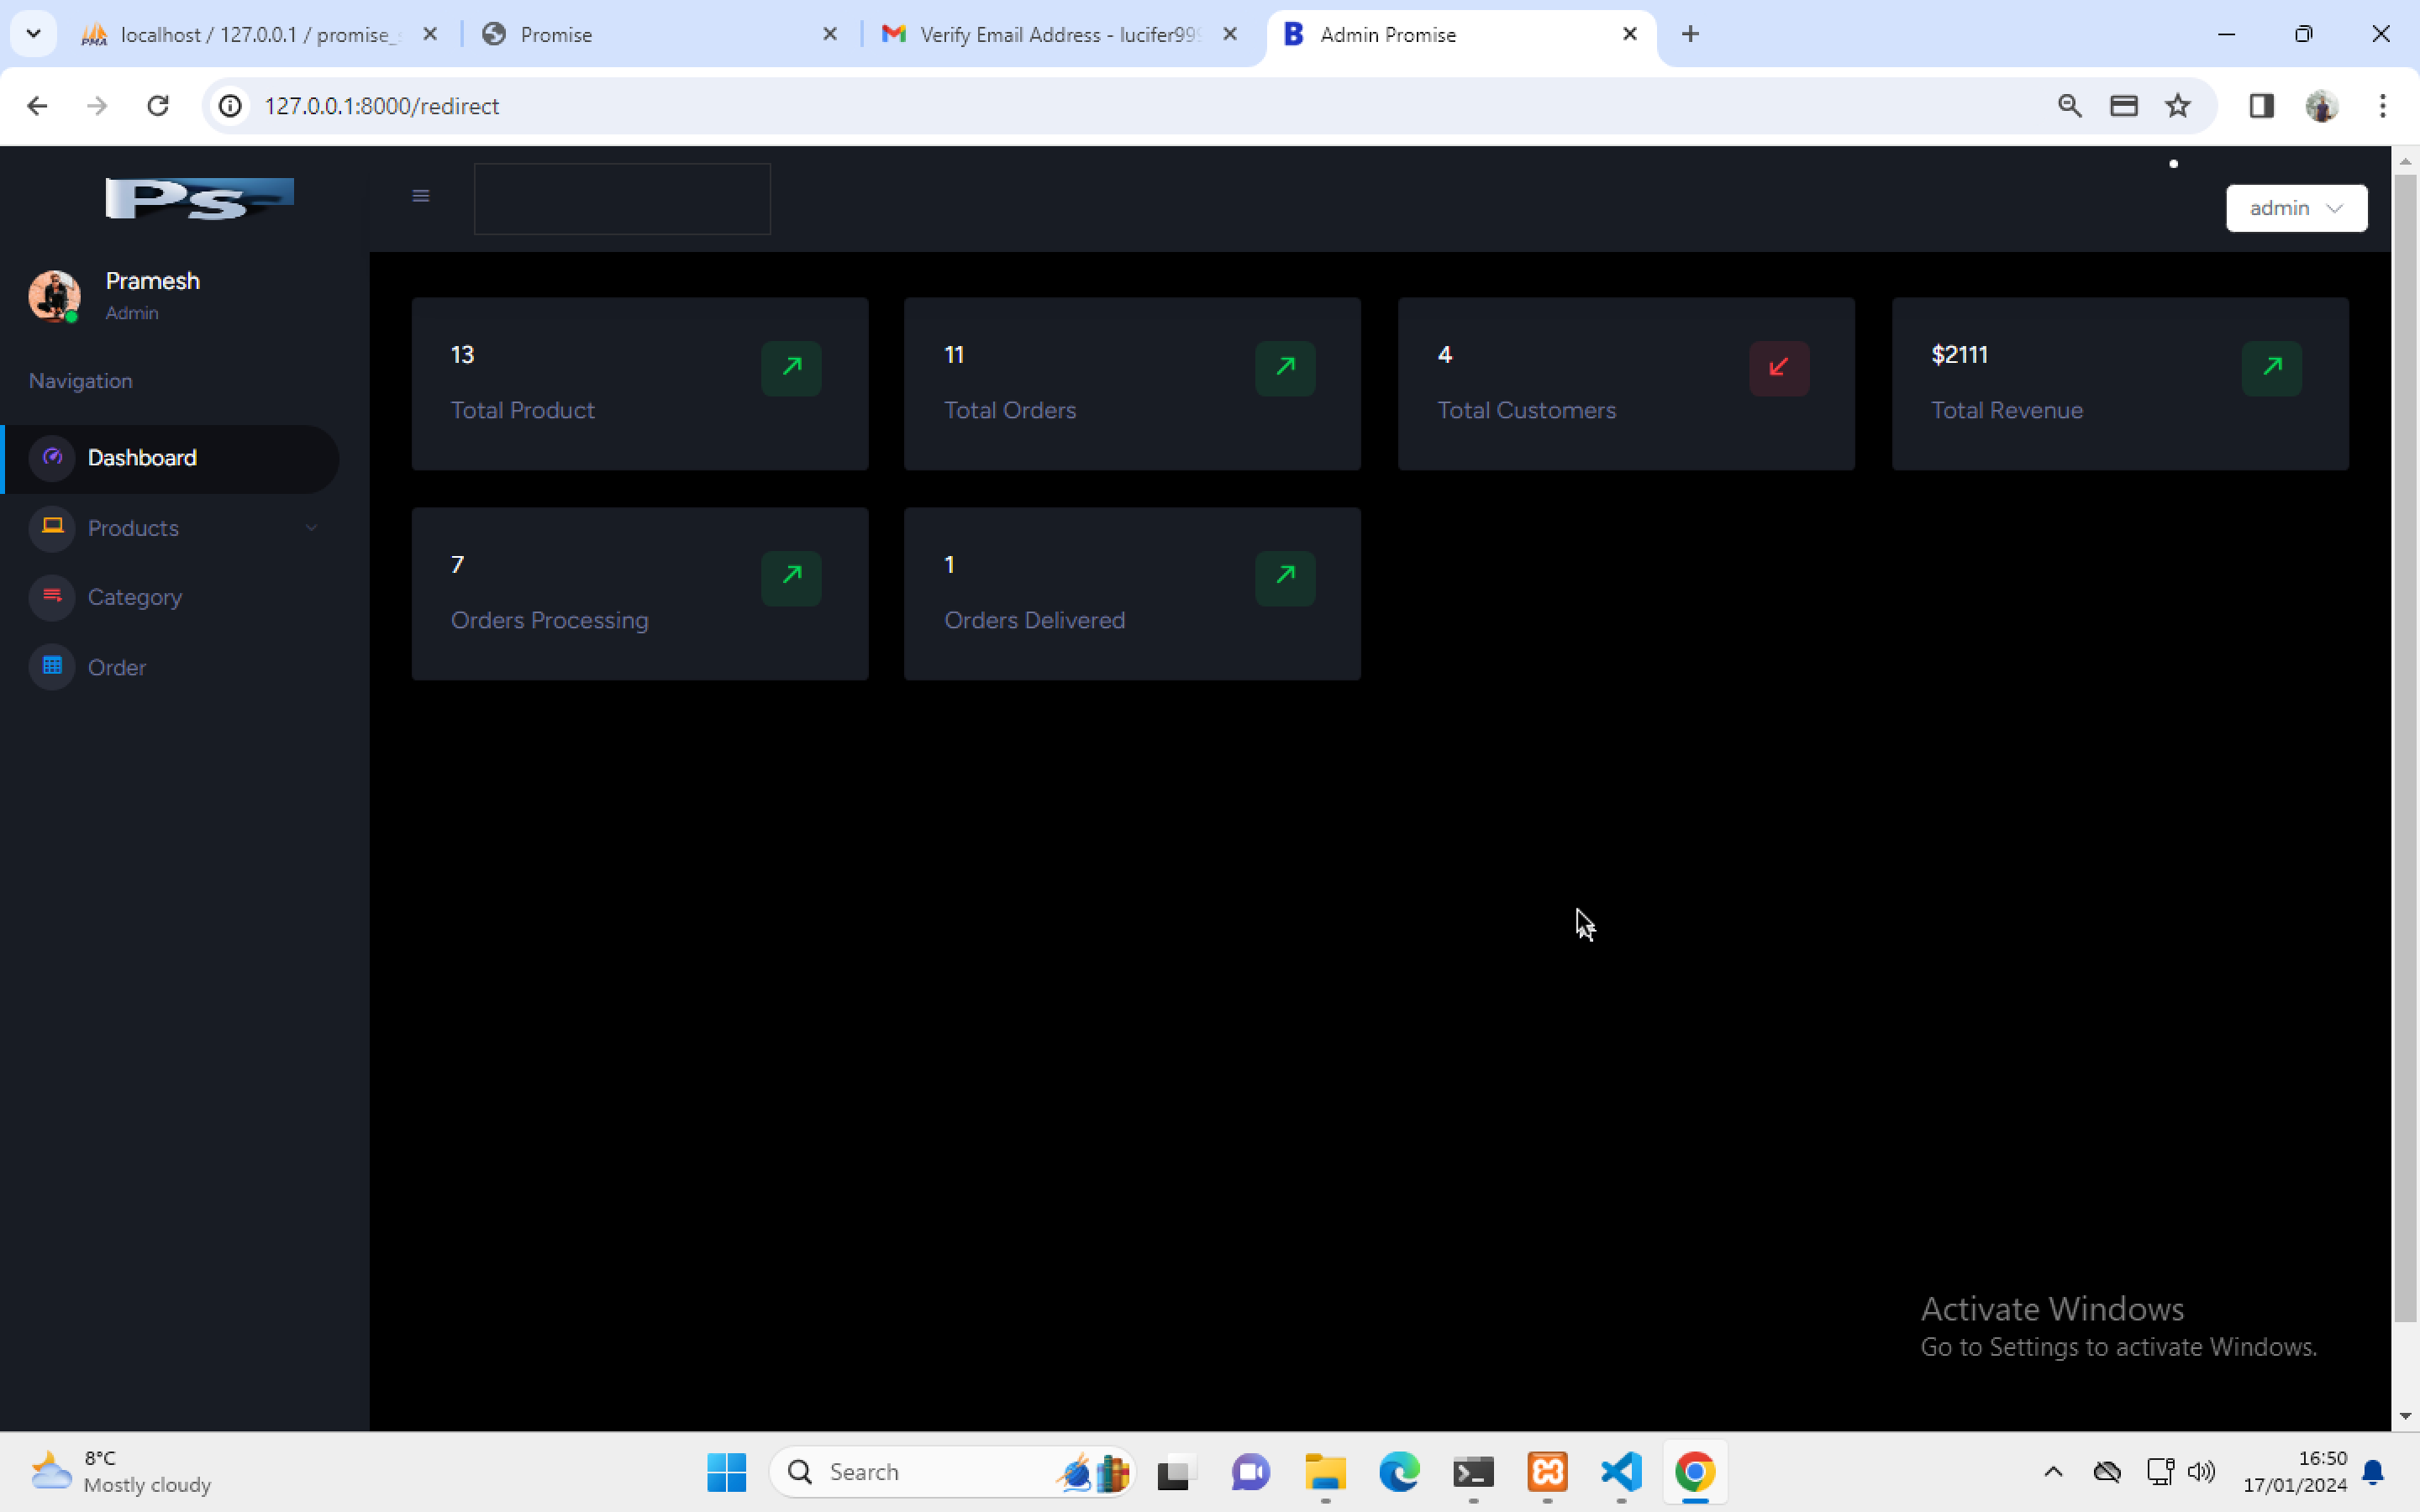 localhost / 127.0.0.1 / promise_
Promise
Verify Email Address - lucifer999
Admin Promise
127.0.0.1:8000/redirect
Ps
admin
Pramesh
Admin
Navigation
Dashboard
Products
Category
Order
13
Total Product
11
Total Orders
4
Total Customers
$2111
Total Revenue
7
Orders Processing
1
Orders Delivered
Activate Windows
Go to Settings to activate Windows.
8°C
Mostly cloudy
Search
16:50
17/01/2024